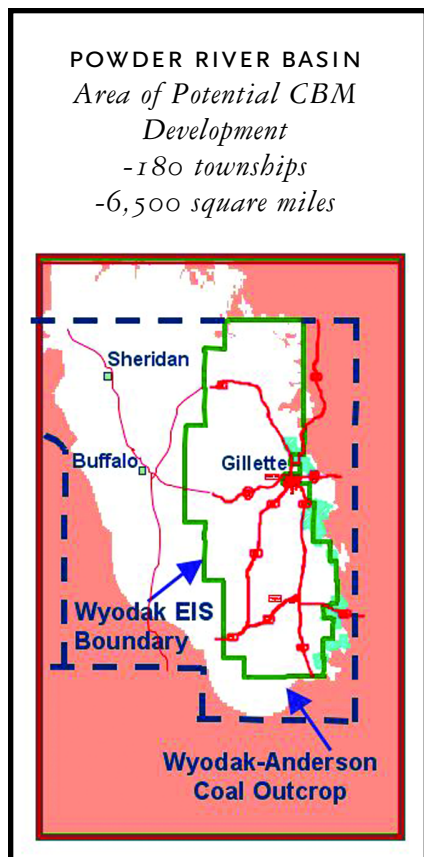 POWDER RIVER BASIN
Area of Potential CBM
Development
-180 townships
-6,500 square miles
Sheridan
Buffalo
Gillette
Wyodak EIS
Boundary
Wyodak-Anderson
Coal Outcrop